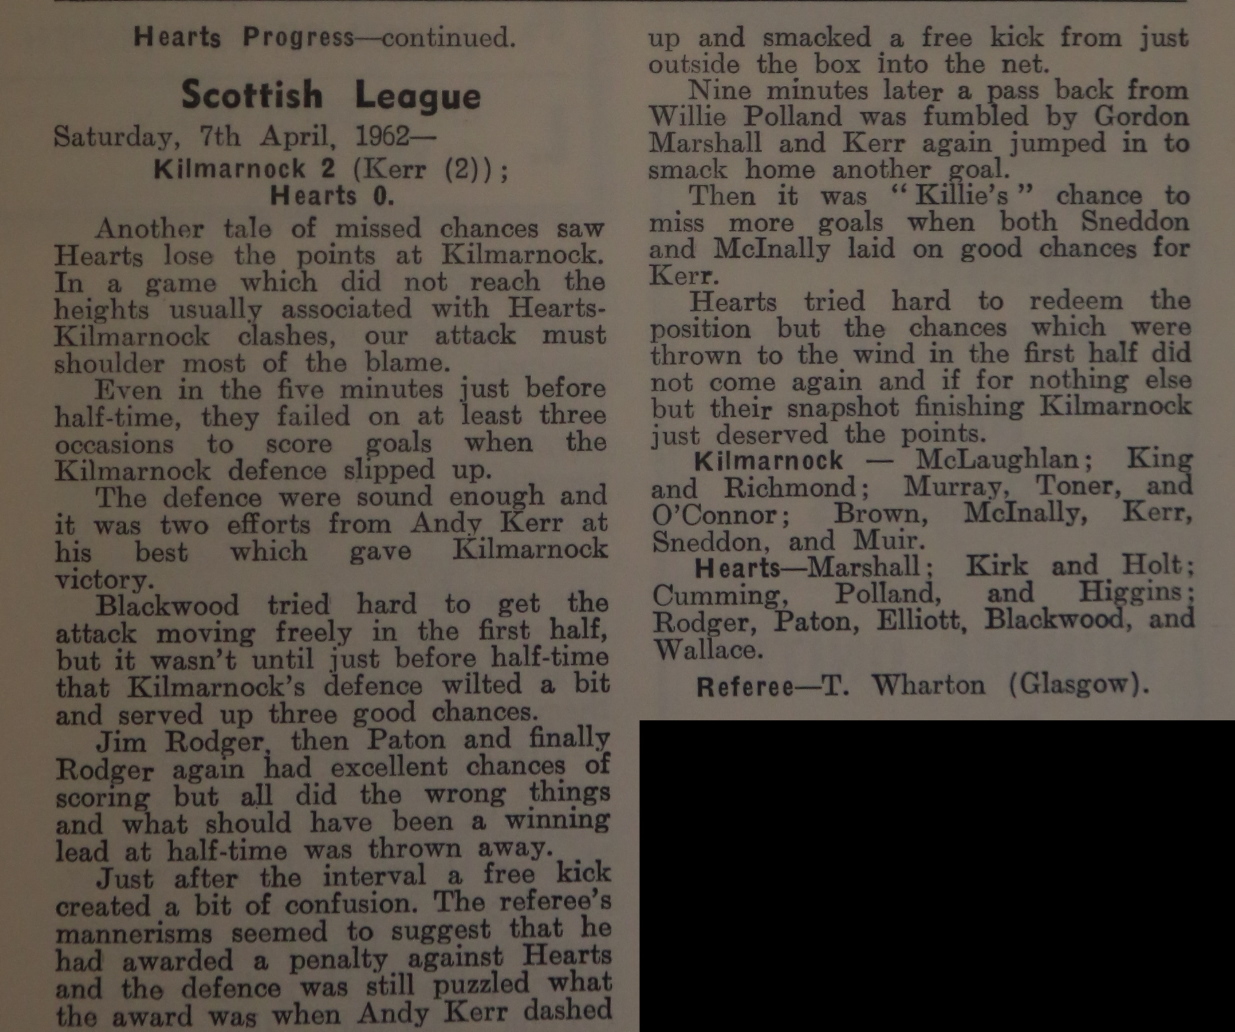 Hearts Progress—continued.
Scottish League
Saturday, 7th April, 1962—
Kilmarnock 2 (Kerr (2));
Hearts 0.
Another tale of missed chances saw
Hearts lose the points at Kilmarnock.
In a game which did not reach the
heights usually associated with Hearts-
Kilmarnock clashes, our attack must
shoulder most of the blame.
Even in the five minutes just before
half-time, they failed on at least three
occasions to score goals when the
Kilmarnock defence slipped up.
The defence were sound enough and
it was two efforts from Andy Kerr at
his best which gave Kilmarnock
victory.
Blackwood tried hard to get the
attack moving freely in the first half,
but it wasn't until just before half-time
that Kilmarnock's defence wilted a bit
and served up three good chances.
Jim Rodger, then Paton and finally
Rodger again had excellent chances of
scoring but all did the wrong things
and what should have been a winning
lead at half-time was thrown away.
Just after the interval a free kick
created a bit of confusion. The referee's
mannerisms seemed to suggest that he
had awarded a penalty against Hearts
and the defence was still puzzled what
the award was when Andy Kerr dashed
up and smacked a free kick from just
outside the box into the net.
Nine minutes later a pass back from
Willie Polland was fumbled by Gordon
Marshall and Kerr again jumped in to
smack home another goal.
Then it was "Killie's" chance to
miss more goals when both Sneddon
and McInally laid on good chances for
Kerr.
Hearts tried hard to redeem the
position but the chances which were
thrown to the wind in the first half did
not come again and if for nothing else
but their snapshot finishing Kilmarnock
just deserved the points.
Kilmarnock — McLaughlan; King
and Richmond; Murray, Toner, and
O'Connor; Brown, McInally, Kerr,
Sneddon, and Muir.
Hearts—Marshall; Kirk and Holt;
Cumming, Polland, and Higgins;
Rodger, Paton, Elliott, Blackwood, and
Wallace.
Referee—T. Wharton (Glasgow).